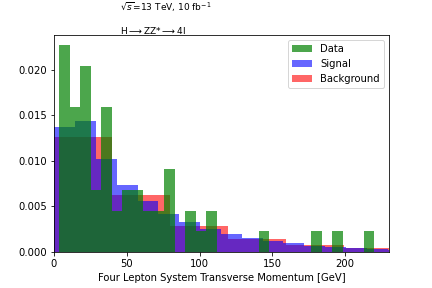 √s=13 TeV, 10 fb⁻¹
H⟶ZZ*⟶4l
Data
Signal
Background
0.020
0.015
0.010
0.005
0.000
0
50
100
150
200
Four Lepton System Transverse Momentum [GeV]